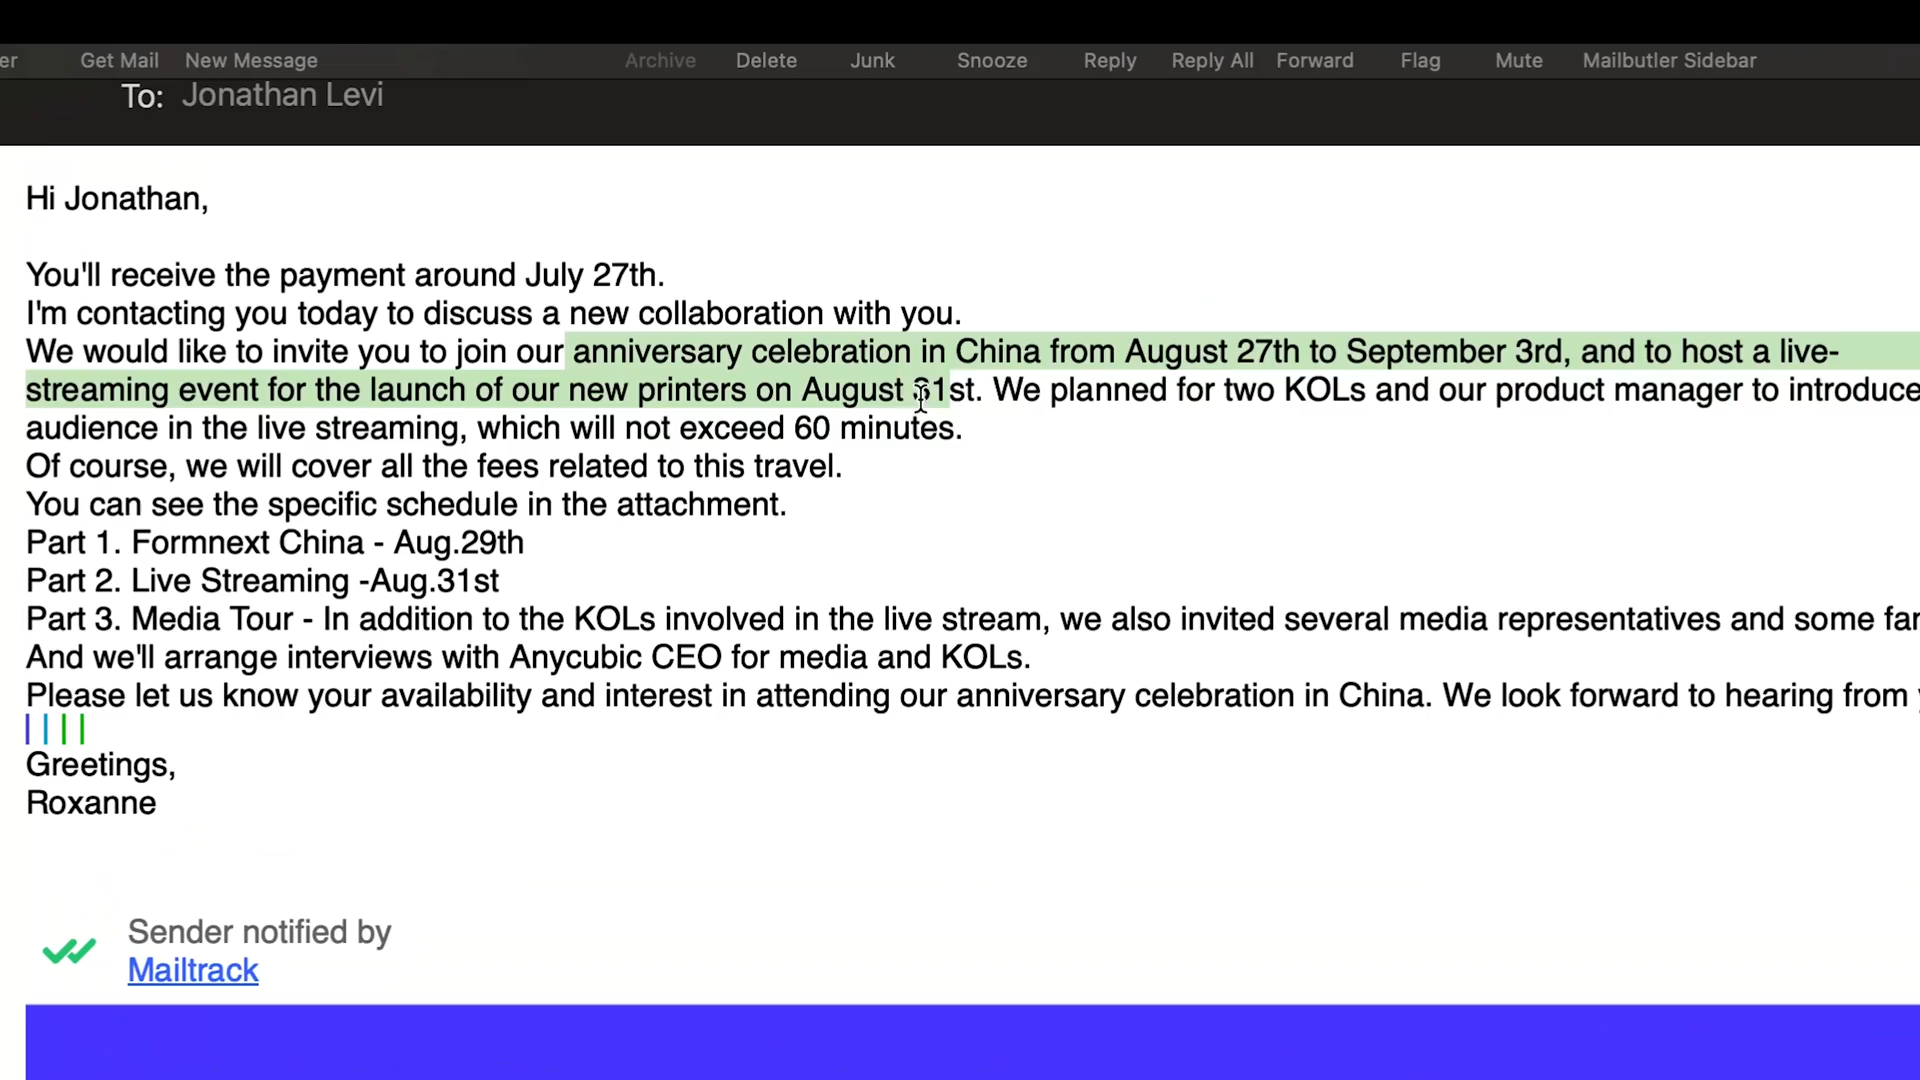 er Get Mail New Message Archive Delete Junk Snooze Reply Reply All Forward Flag Mute Mailbutler Sidebar
To: Jonathan Levi
Hi Jonathan,
You'll receive the payment around July 27th.
I'm contacting you today to discuss a new collaboration with you.
We would like to invite you to join our anniversary celebration in China from August 27th to September 3rd, and to host a live-
streaming event for the launch of our new printers on August 31st. We planned for two KOLs and our product manager to introduce
audience in the live streaming, which will not exceed 60 minutes.
Of course, we will cover all the fees related to this travel.
You can see the specific schedule in the attachment.
Part 1. Formnext China - Aug.29th
Part 2. Live Streaming -Aug.31st
Part 3. Media Tour - In addition to the KOLs involved in the live stream, we also invited several media representatives and some
And we'll arrange interviews with Anycubic CEO for media and KOLs.
Please let us know your availability and interest in attending our anniversary celebration in China. We look forward to hearing from
Greetings,
Roxanne
Sender notified by
Mailtrack